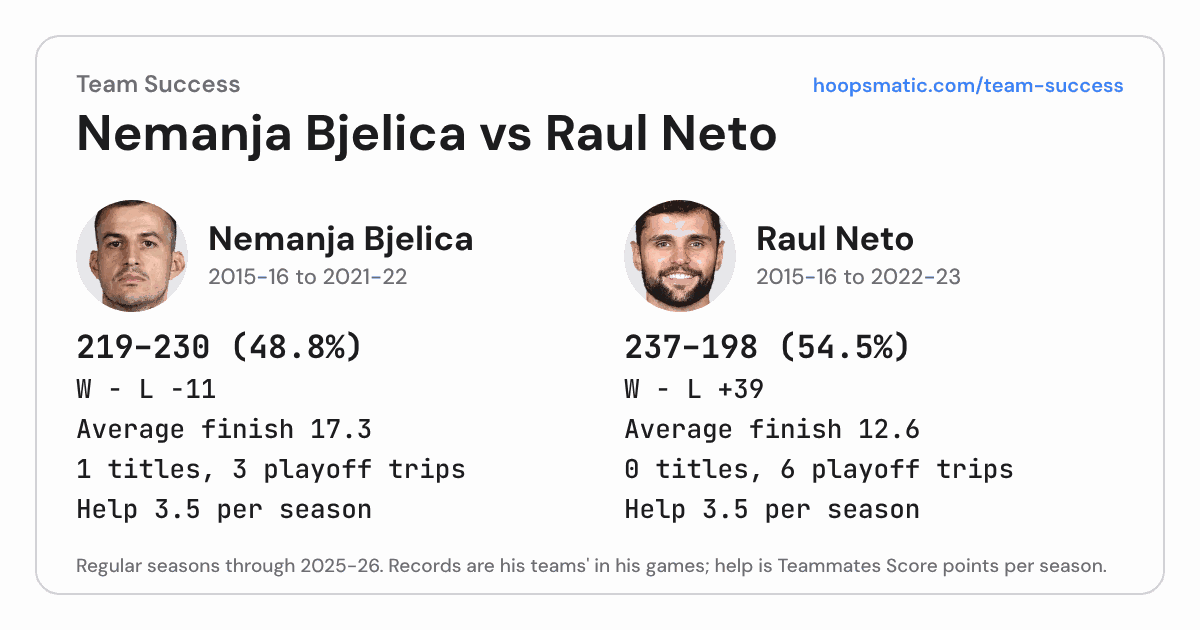 Team Success
hoopsmatic.com/team-success
Nemanja Bjelica vs Raul Neto
Nemanja Bjelica
2015-16 to 2021-22
219-230 (48.8%)
W - L -11
Average finish 17.3
1 titles, 3 playoff trips
Help 3.5 per season
Raul Neto
2015-16 to 2022-23
237-198 (54.5%)
W - L +39
Average finish 12.6
0 titles, 6 playoff trips
Help 3.5 per season
Regular seasons through 2025-26. Records are his teams' in his games; help is Teammates Score points per season.